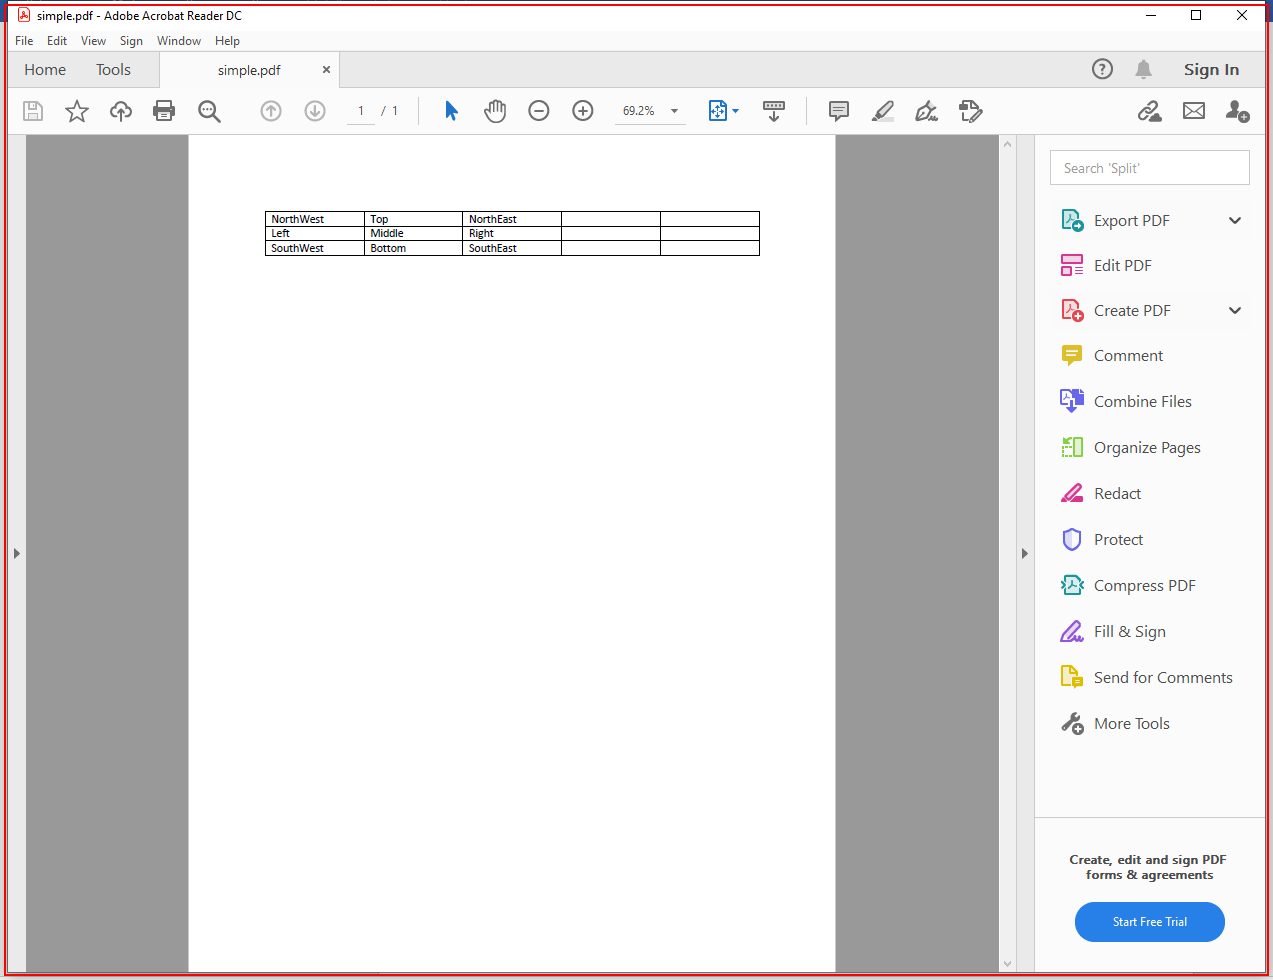 simple.pdf - Adobe Acrobat Reader DC
File Edit View Sign Window Help
Home Tools simple.pdf × Sign In
1 / 1 69.2%
Search 'Split'
NorthWest Top NorthEast
Left Middle Right
SouthWest Bottom SouthEast
Export PDF
Edit PDF
Create PDF
Comment
Combine Files
Organize Pages
Redact
Protect
Compress PDF
Fill & Sign
Send for Comments
More Tools
Create, edit and sign PDF
forms & agreements
Start Free Trial